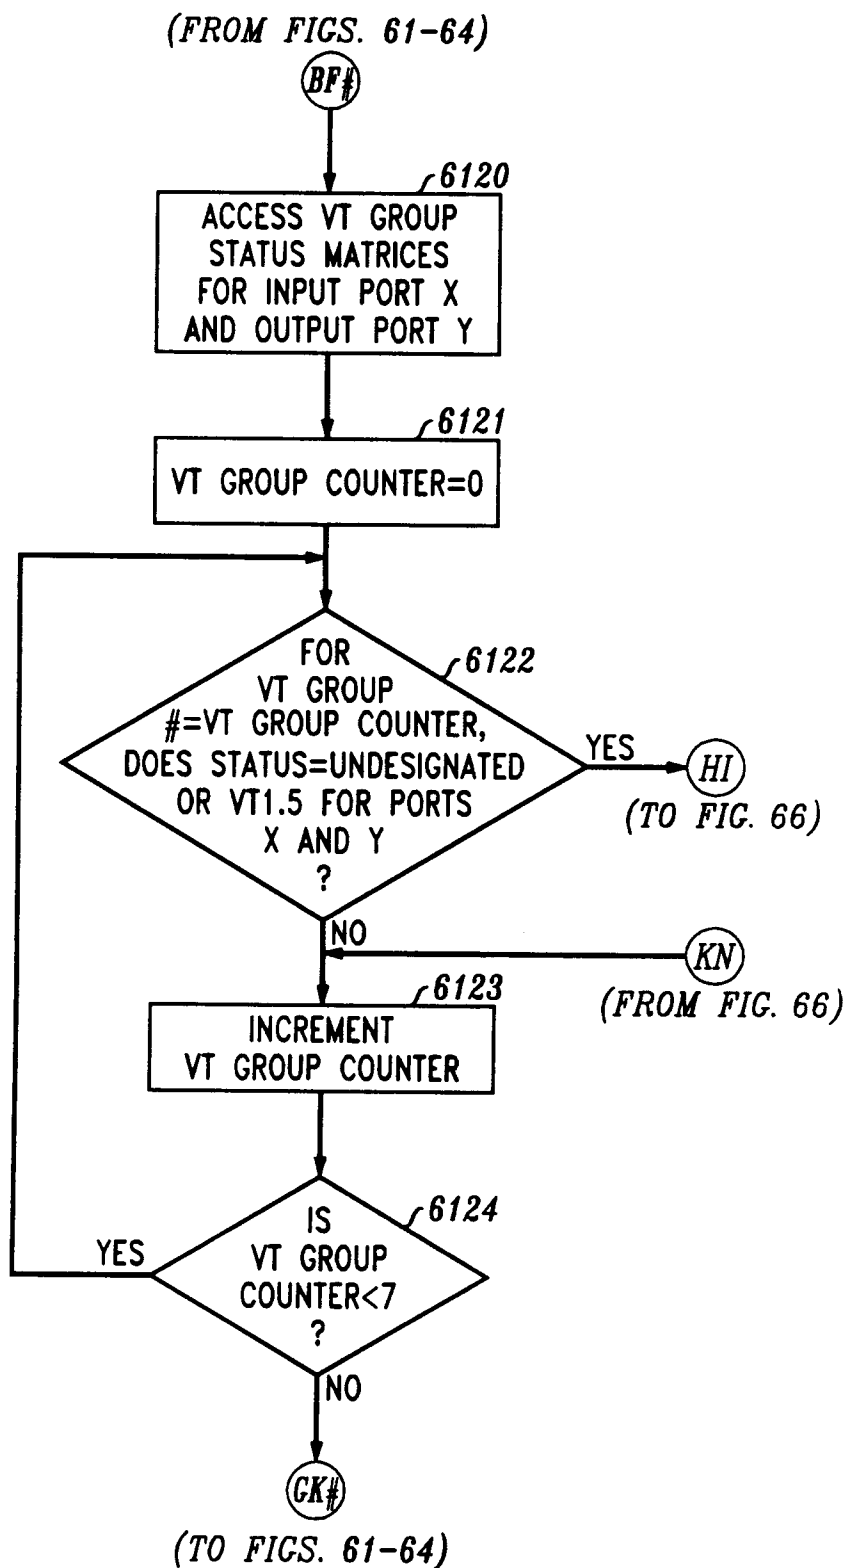 (FROM FIGS. 61-64)
BF#
6120
ACCESS VT GROUP
STATUS MATRICES
FOR INPUT PORT X
AND OUTPUT PORT Y
6121
VT GROUP COUNTER=0
6122
FOR
VT GROUP
#=VT GROUP COUNTER,
DOES STATUS=UNDESIGNATED
OR VT1.5 FOR PORTS
X AND Y
?
YES
HI
(TO FIG. 66)
NO
KN
(FROM FIG. 66)
6123
INCREMENT
VT GROUP COUNTER
6124
IS
VT GROUP
COUNTER<7
?
YES
NO
GK#
(TO FIGS. 61-64)